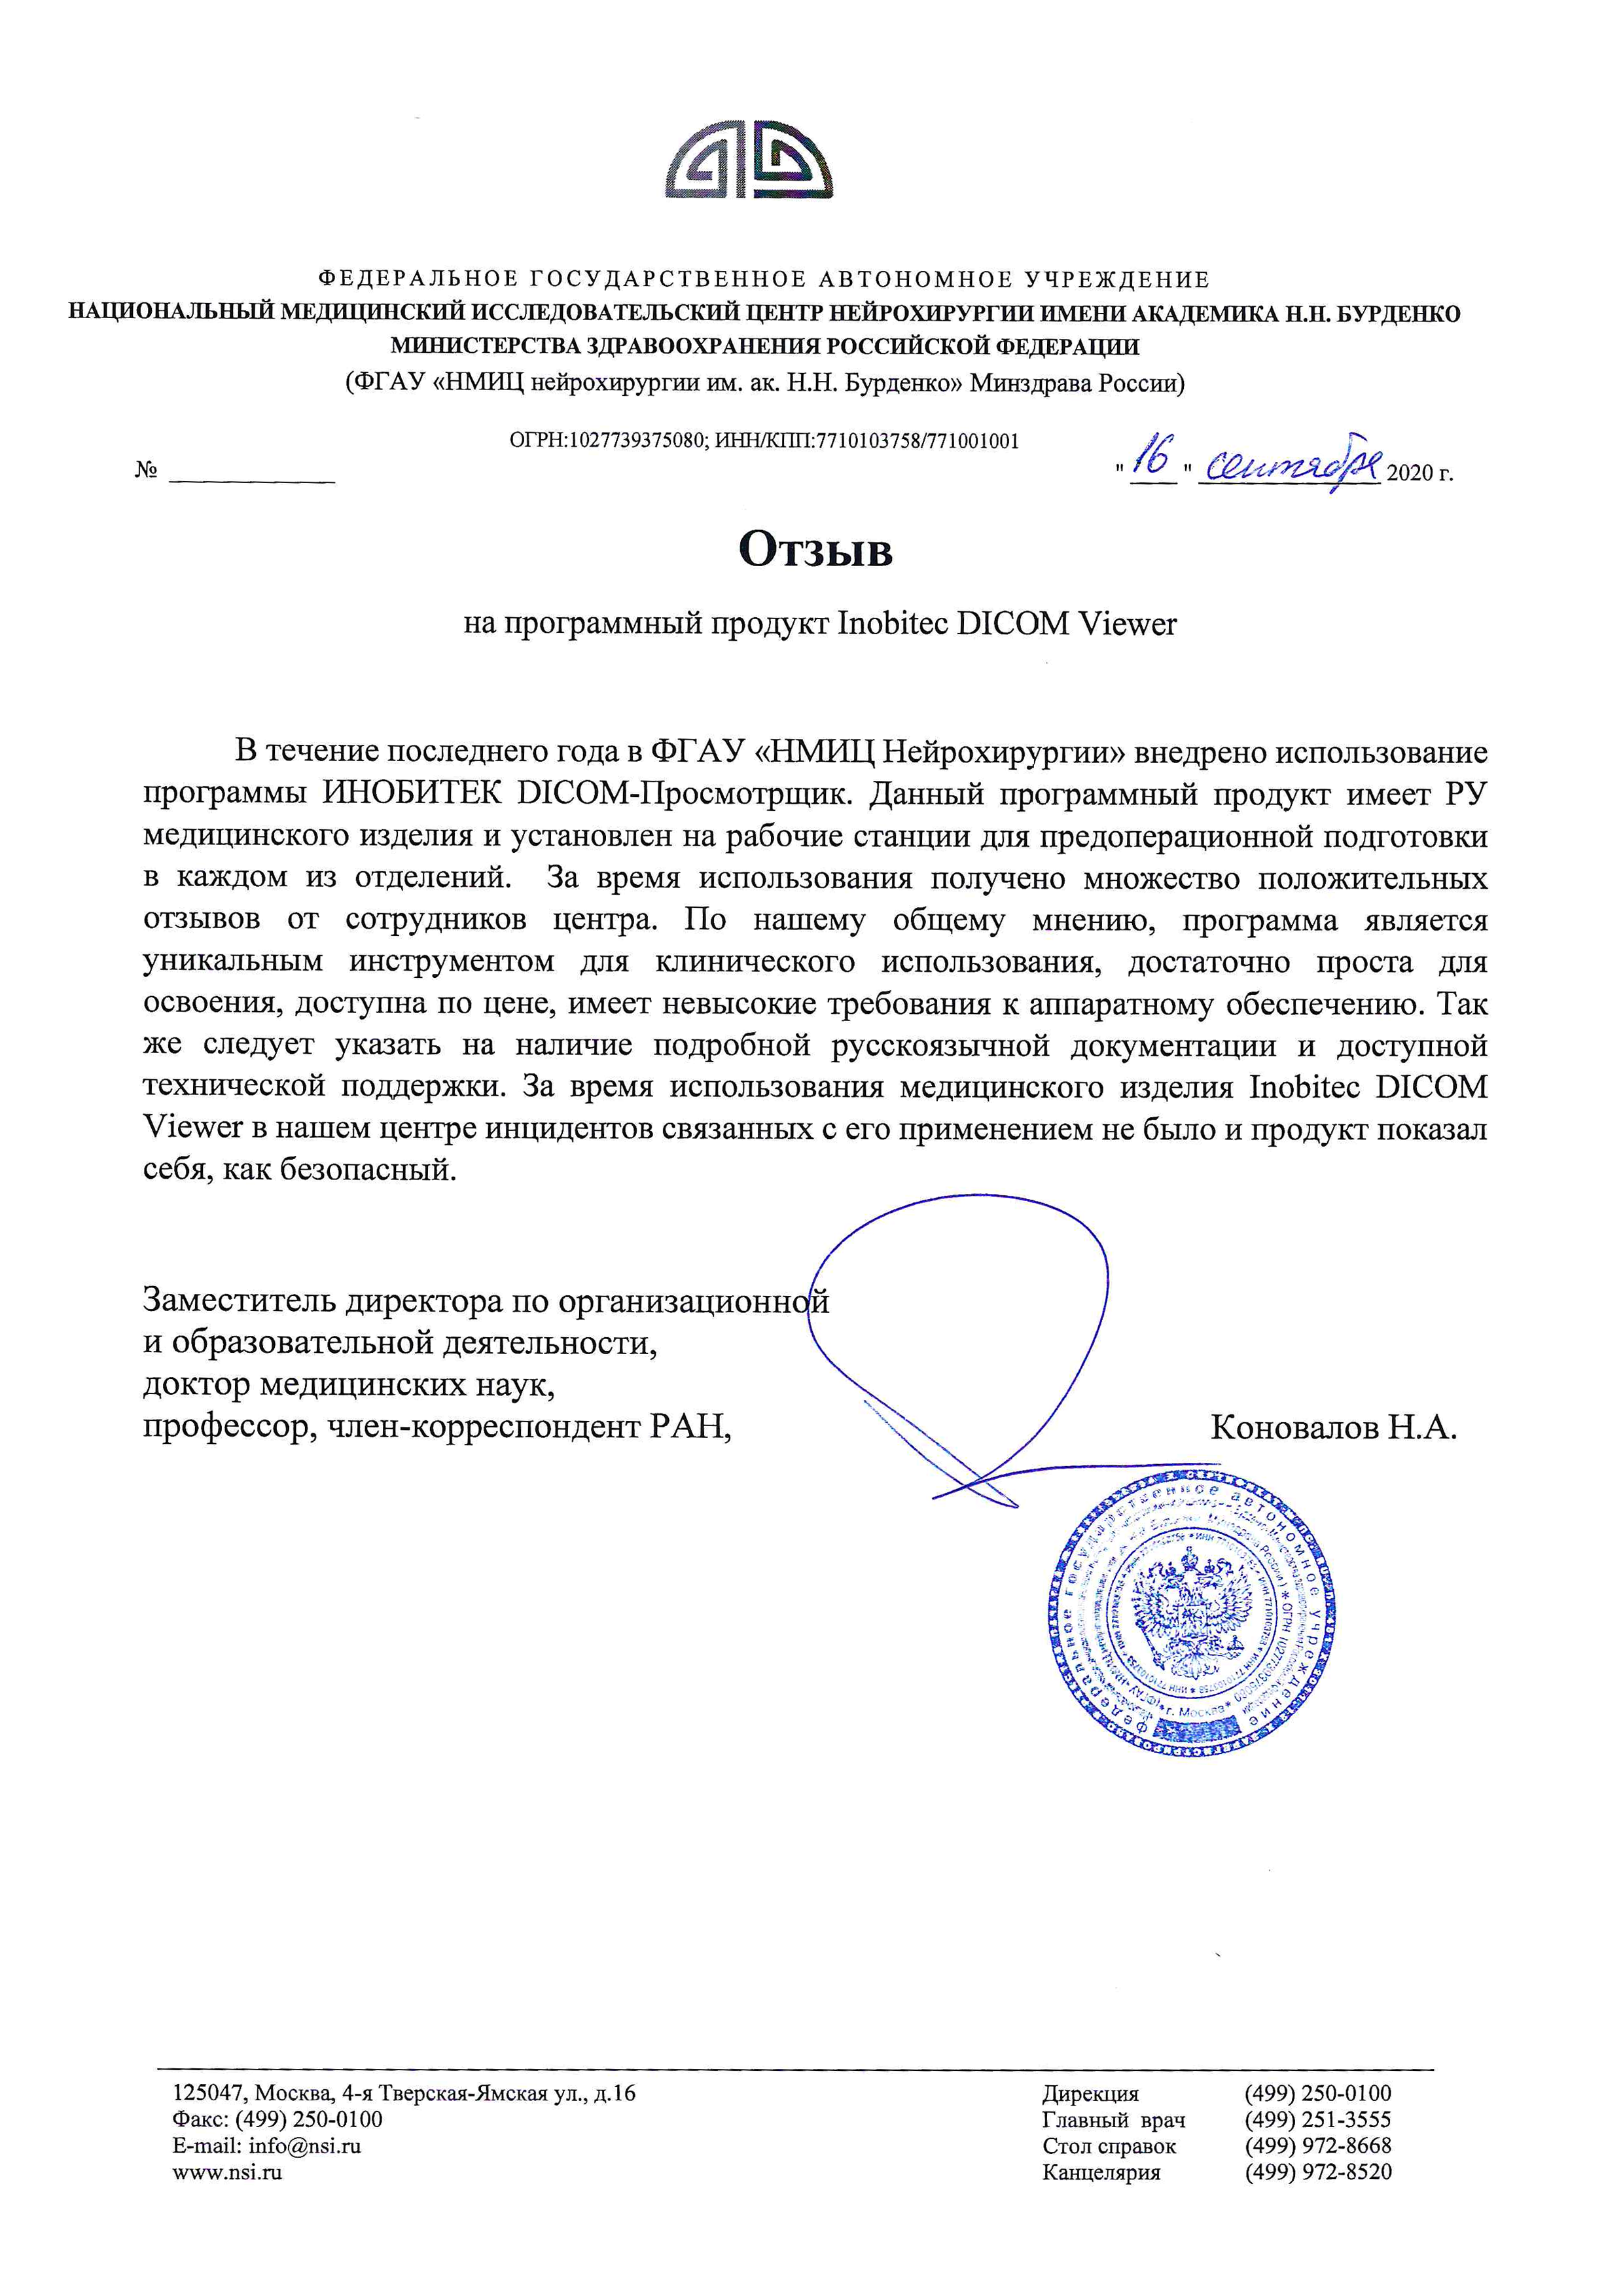 ФЕДЕРАЛЬНОЕ ГОСУДАРСТВЕННОЕ АВТОНОМНОЕ УЧРЕЖДЕНИЕ
НАЦИОНАЛЬНЫЙ МЕДИЦИНСКИЙ ИССЛЕДОВАТЕЛЬСКИЙ ЦЕНТР НЕЙРОХИРУРГИИ ИМЕНИ АКАДЕМИКА Н.Н. БУРДЕНКО
МИНИСТЕРСТВА ЗДРАВООХРАНЕНИЯ РОССИЙСКОЙ ФЕДЕРАЦИИ
(ФГАУ «НМИЦ нейрохирургии им. ак. Н.Н. Бурденко» Минздрава России)
ОГРН:1027739375080; ИНН/КПП:7710103758/771001001
№ ______________ " 16 " сентября 2020 г.
Отзыв
на программный продукт Inobitec DICOM Viewer
В течение последнего года в ФГАУ «НМИЦ Нейрохирургии» внедрено использование
программы ИНОБИТЕК DICOM-Просмотрщик. Данный программный продукт имеет РУ
медицинского изделия и установлен на рабочие станции для предоперационной подготовки
в каждом из отделений. За время использования получено множество положительных
отзывов от сотрудников центра. По нашему общему мнению, программа является
уникальным инструментом для клинического использования, достаточно проста для
освоения, доступна по цене, имеет невысокие требования к аппаратному обеспечению. Так
же следует указать на наличие подробной русскоязычной документации и доступной
технической поддержки. За время использования медицинского изделия Inobitec DICOM
Viewer в нашем центре инцидентов связанных с его применением не было и продукт показал
себя, как безопасный.
Заместитель директора по организационной
и образовательной деятельности,
доктор медицинских наук,
профессор, член-корреспондент РАН, Коновалов Н.А.
Федеральное государственное автономное учреждение
ОГРН 1027739375080
г. Москва
ИНН 7710103758
125047, Москва, 4-я Тверская-Ямская ул., д.16
Факс: (499) 250-0100
E-mail: info@nsi.ru
www.nsi.ru
Дирекция (499) 250-0100
Главный врач (499) 251-3555
Стол справок (499) 972-8668
Канцелярия (499) 972-8520